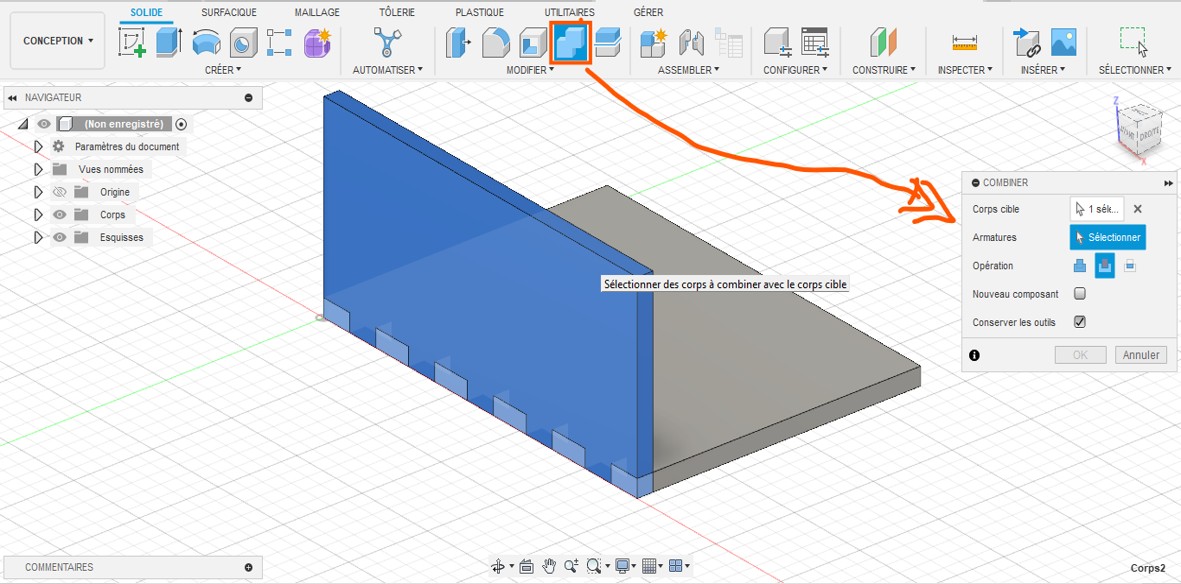 SOLIDE SURFACIQUE MAILLAGE TÔLERIE PLASTIQUE UTILITAIRES GÉRER
CONCEPTION
CRÉER AUTOMATISER MODIFIER ASSEMBLER CONFIGURER CONSTRUIRE INSPECTER INSÉRER SÉLECTIONNER
NAVIGATEUR
(Non enregistré)
Paramètres du document
Vues nommées
Origine
Corps
Esquisses
Z
DROITE
X
COMBINER
Corps cible 1 sél...
Armatures Sélectionner
Opération
Nouveau composant
Conserver les outils
OK Annuler
Sélectionner des corps à combiner avec le corps cible
COMMENTAIRES
Corps2